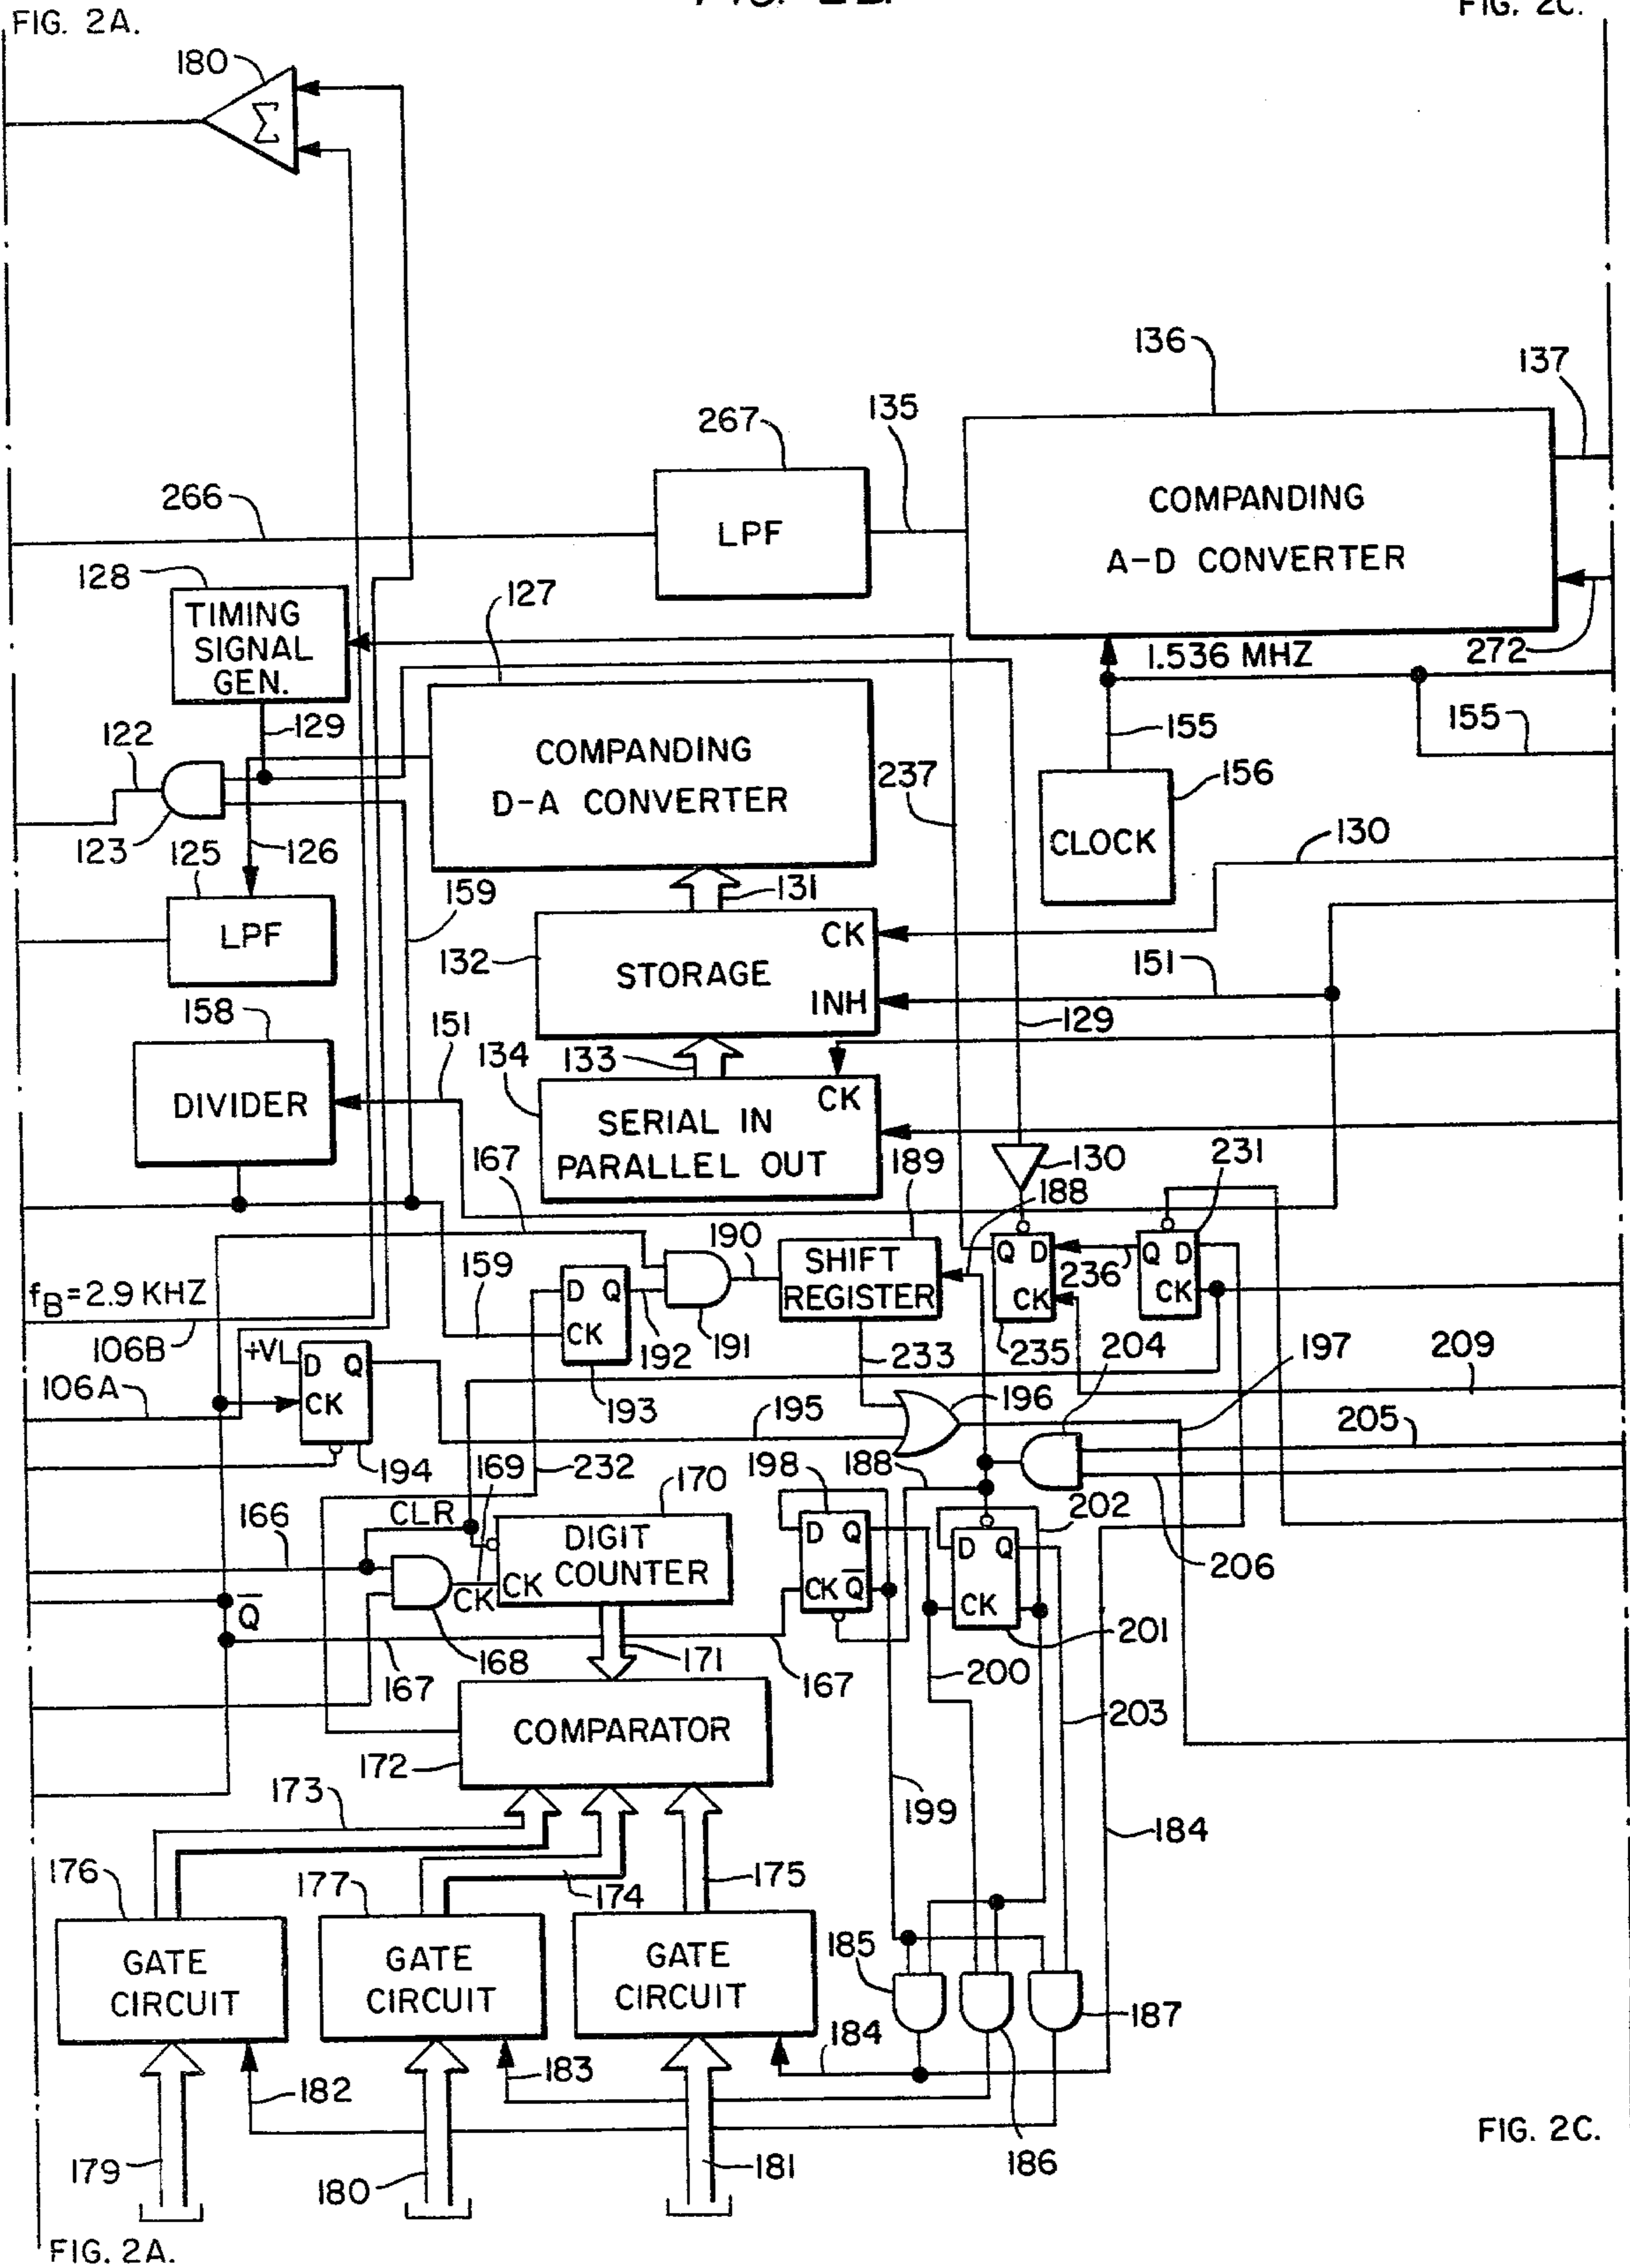 FIG. 2A.
FIG. 2C.
180
Σ
136
137
135
267
266
LPF
COMPANDING
A-D CONVERTER
128
127
TIMING
SIGNAL
GEN.
1.536 MHZ
272
129
155
155
122
COMPANDING
D-A CONVERTER
237
156
CLOCK
130
123
125
126
131
159
LPF
132
CK
STORAGE
INH
151
129
158
151
134
133
DIVIDER
CK
SERIAL IN
PARALLEL OUT
167
189
130
231
188
190
SHIFT
REGISTER
Q D
CK
236
Q D
CK
159
D Q
CK
fB=2.9 KHZ
192
191
235
204
197
209
106B
+V
D Q
CK
233
106A
193
196
195
205
194
232
169
170
198
188
202
CLR
166
DIGIT
COUNTER
D Q
CK Q̅
D Q
CK
206
CK
CK
Q̅
201
168
171
167
167
200
203
COMPARATOR
172
173
199
184
176
177
174
175
185
GATE
CIRCUIT
GATE
CIRCUIT
GATE
CIRCUIT
187
184
182
183
186
FIG. 2C.
179
180
181
FIG. 2A.